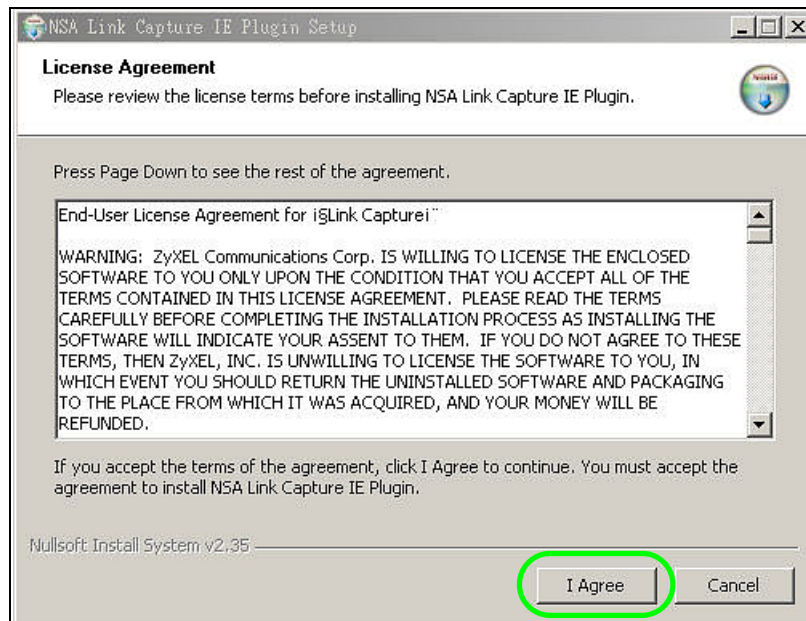 NSA Link Capture IE Plugin Setup
License Agreement
Please review the license terms before installing NSA Link Capture IE Plugin.
Press Page Down to see the rest of the agreement.
End-User License Agreement for i§Link Capturei¨
WARNING: ZyXEL Communications Corp. IS WILLING TO LICENSE THE ENCLOSED
SOFTWARE TO YOU ONLY UPON THE CONDITION THAT YOU ACCEPT ALL OF THE
TERMS CONTAINED IN THIS LICENSE AGREEMENT. PLEASE READ THE TERMS
CAREFULLY BEFORE COMPLETING THE INSTALLATION PROCESS AS INSTALLING THE
SOFTWARE WILL INDICATE YOUR ASSENT TO THEM. IF YOU DO NOT AGREE TO THESE
TERMS, THEN ZyXEL, INC. IS UNWILLING TO LICENSE THE SOFTWARE TO YOU, IN
WHICH EVENT YOU SHOULD RETURN THE UNINSTALLED SOFTWARE AND PACKAGING
TO THE PLACE FROM WHICH IT WAS ACQUIRED, AND YOUR MONEY WILL BE
REFUNDED.
If you accept the terms of the agreement, click I Agree to continue. You must accept the
agreement to install NSA Link Capture IE Plugin.
Nullsoft Install System v2.35
I Agree
Cancel